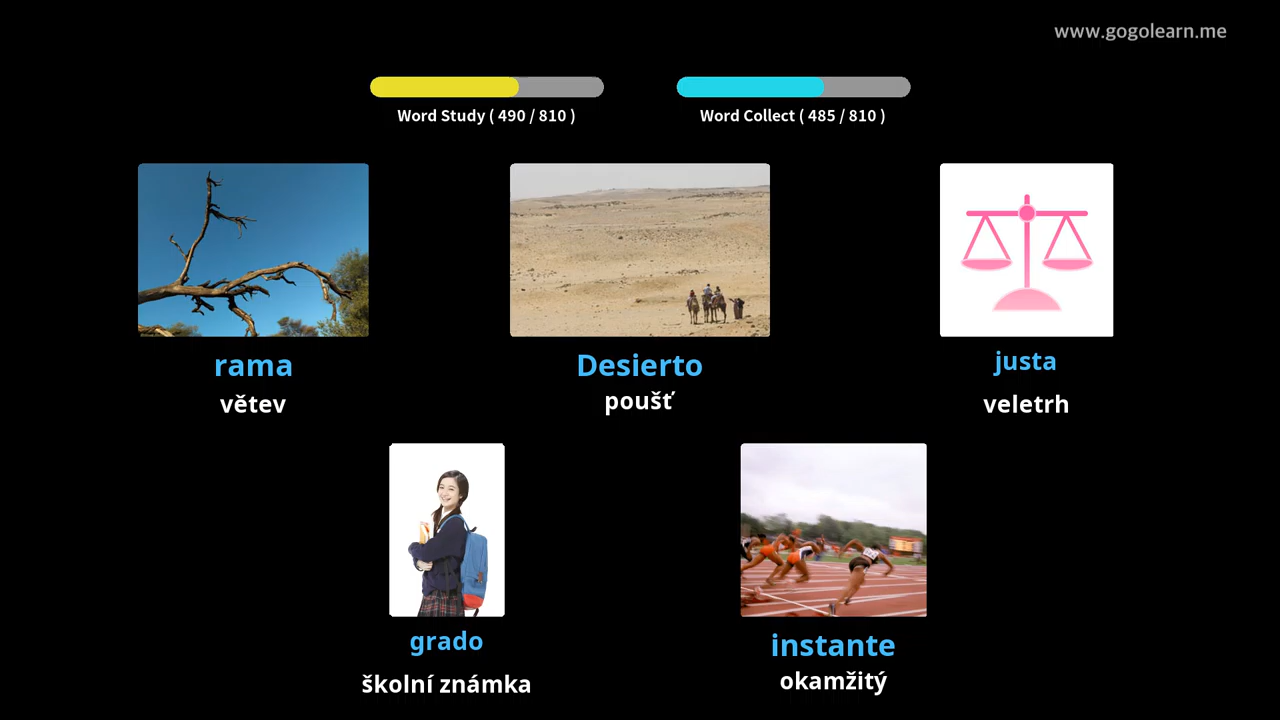 www.gogolearn.me
Word Study ( 490 / 810 )
Word Collect ( 485 / 810 )
rama
větev
Desierto
poušť
justa
veletrh
grado
školní známka
instante
okamžitý